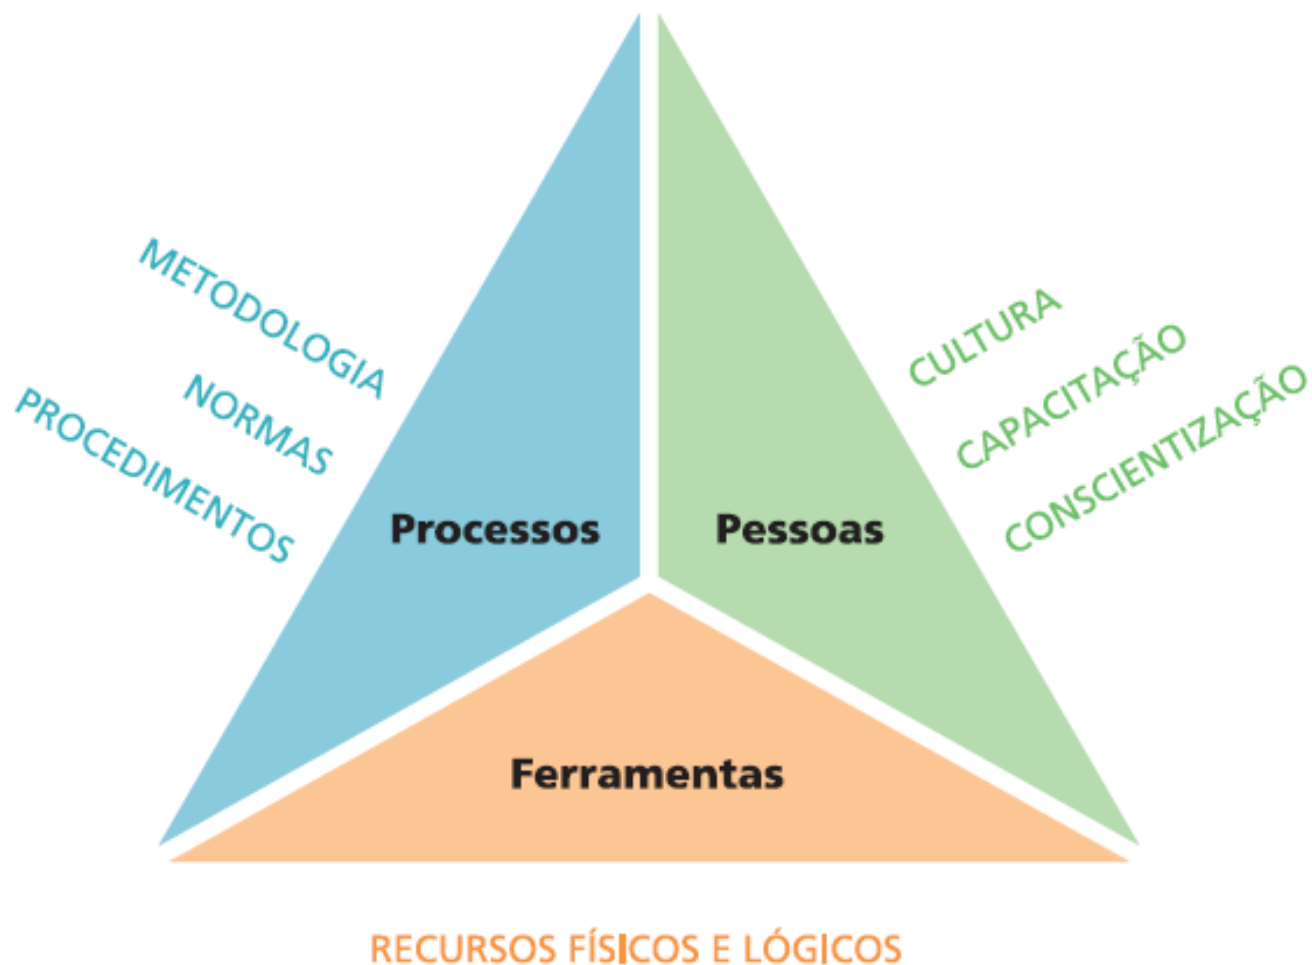 METODOLOGIA
NORMAS
PROCEDIMENTOS
CULTURA
CAPACITAÇÃO
CONSCIENTIZAÇÃO
Processos
Pessoas
Ferramentas
RECURSOS FÍSICOS E LÓGICOS